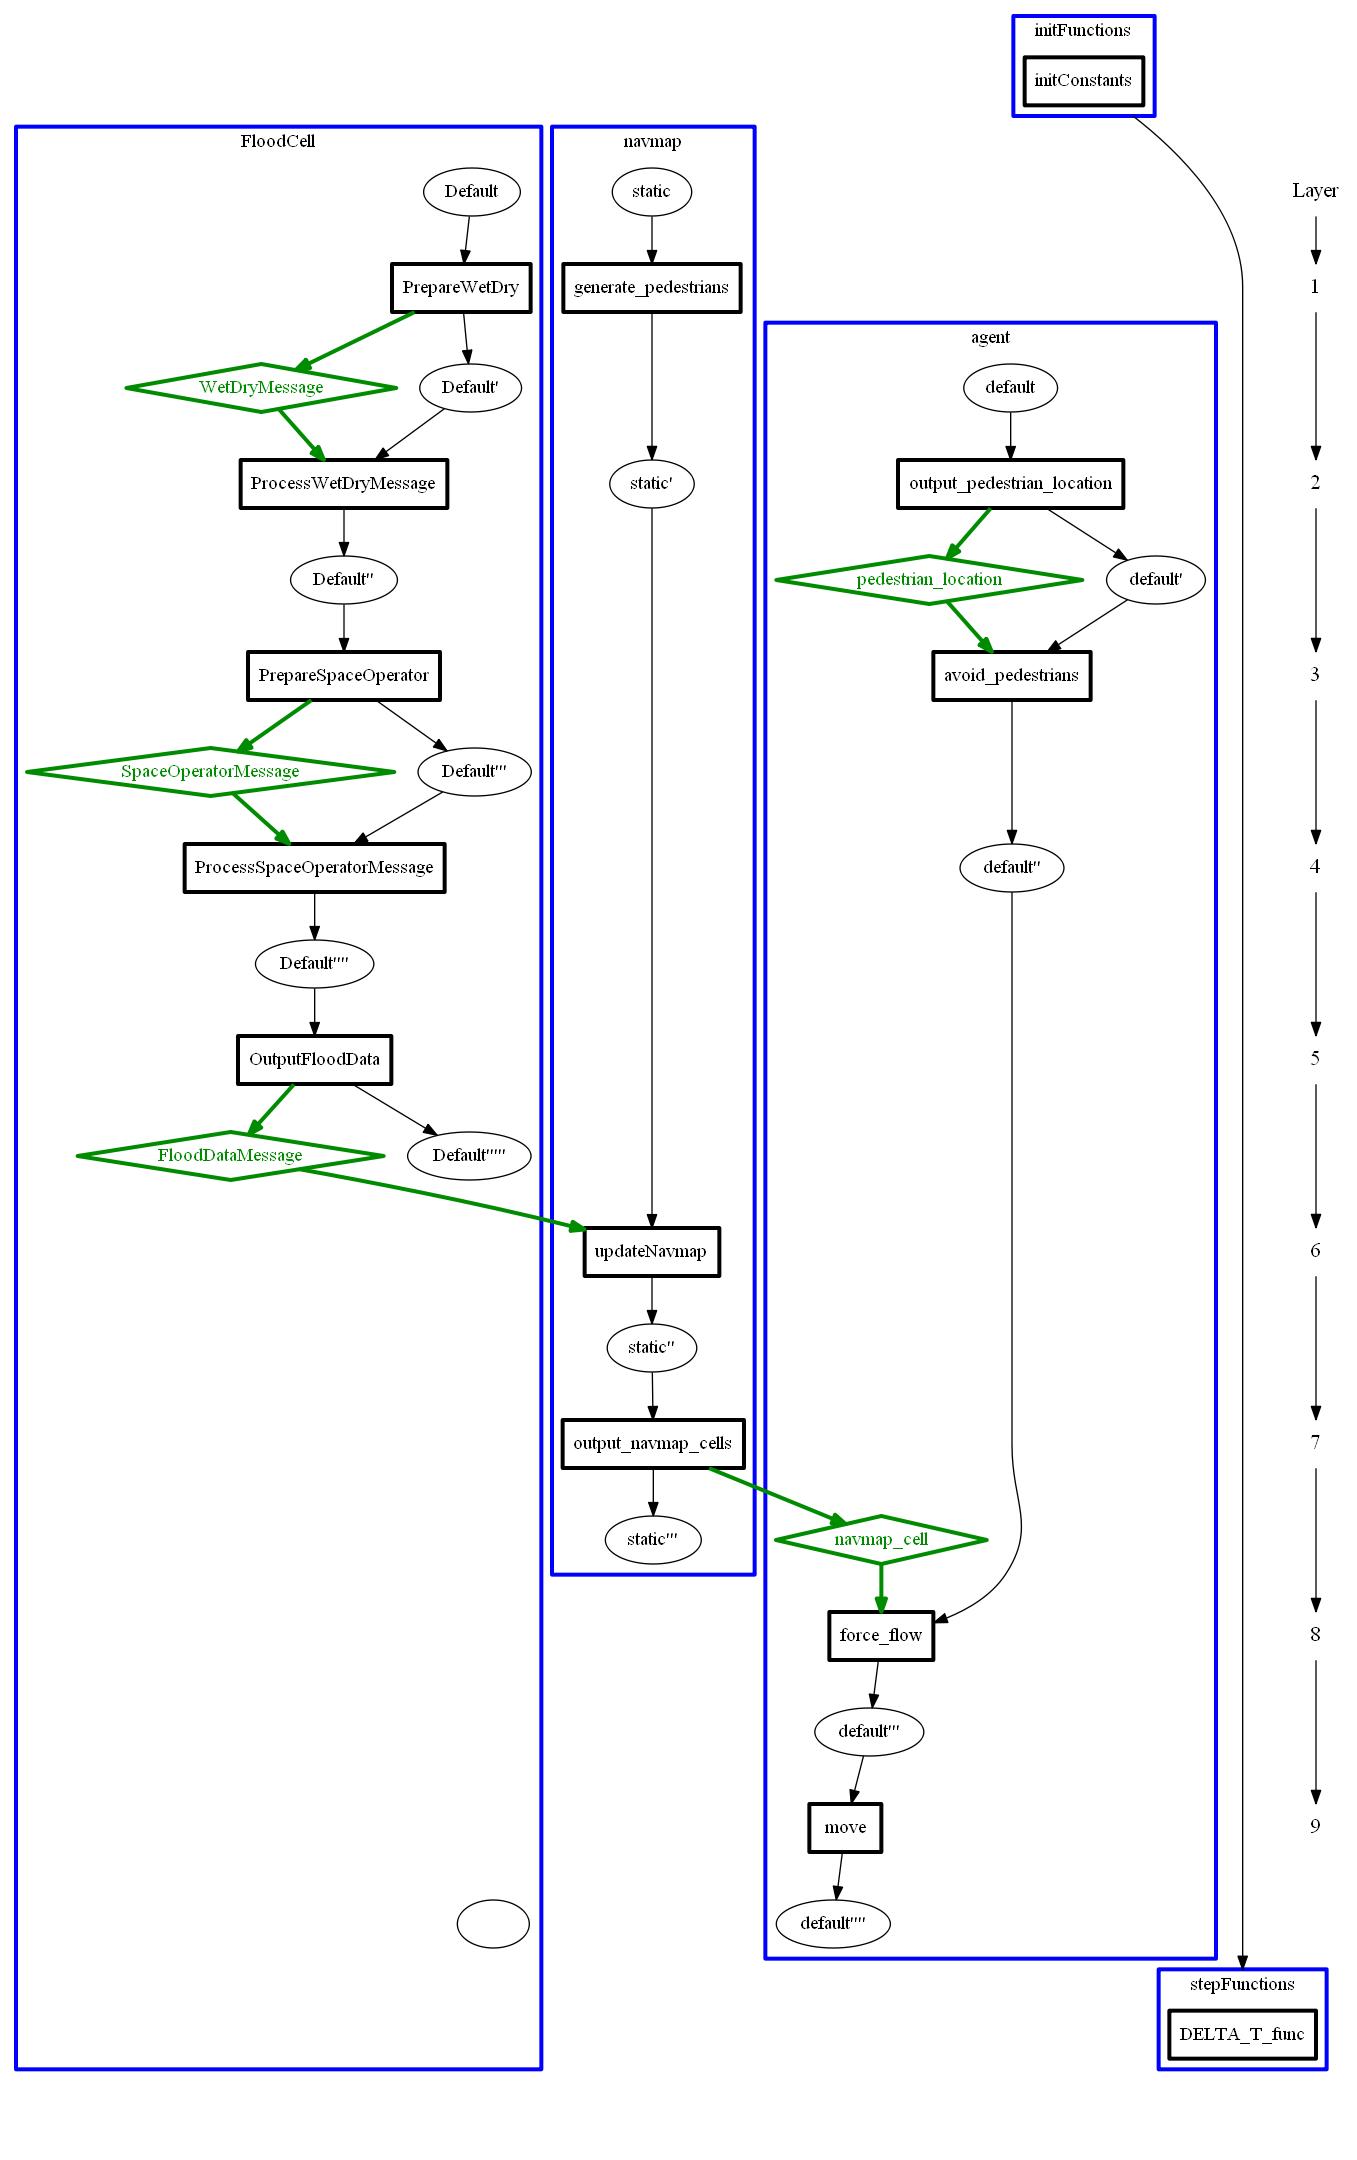 initFunctions
initConstants
FloodCell
navmap
Default
static
Layer
PrepareWetDry
generate_pedestrians
1
agent
WetDryMessage
Default'
default
ProcessWetDryMessage
static'
output_pedestrian_location
2
Default''
pedestrian_location
default'
PrepareSpaceOperator
avoid_pedestrians
3
SpaceOperatorMessage
Default'''
ProcessSpaceOperatorMessage
default''
4
Default''''
OutputFloodData
5
FloodDataMessage
Default'''''
updateNavmap
6
static''
output_navmap_cells
7
static'''
navmap_cell
force_flow
8
default'''
move
9
default''''
stepFunctions
DELTA_T_func